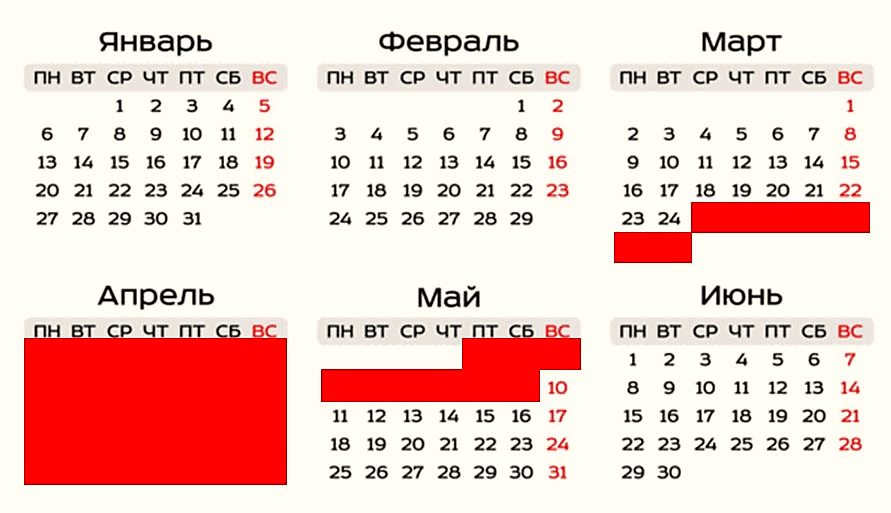 Январь Февраль Март
ПН ВТ СР ЧТ ПТ СБ ВС ПН ВТ СР ЧТ ПТ СБ ВС ПН ВТ СР ЧТ ПТ СБ ВС
1 2 3 4 5 1 2 1
6 7 8 9 10 11 12 3 4 5 6 7 8 9 2 3 4 5 6 7 8
13 14 15 16 17 18 19 10 11 12 13 14 15 16 9 10 11 12 13 14 15
20 21 22 23 24 25 26 17 18 19 20 21 22 23 16 17 18 19 20 21 22
27 28 29 30 31 24 25 26 27 28 29 23 24
Апрель Май Июнь
ПН ВТ СР ЧТ ПТ СБ ВС ПН ВТ СР ЧТ ПТ СБ ВС ПН ВТ СР ЧТ ПТ СБ ВС
1 2 3 4 5 6 7
10 8 9 10 11 12 13 14
11 12 13 14 15 16 17 15 16 17 18 19 20 21
18 19 20 21 22 23 24 22 23 24 25 26 27 28
25 26 27 28 29 30 31 29 30